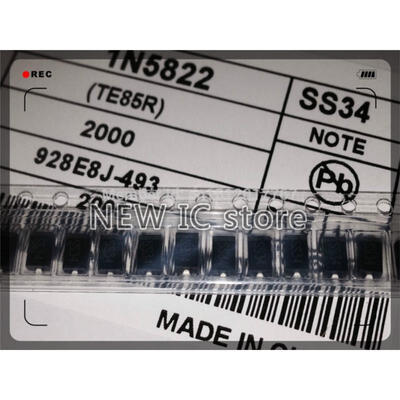 REC
1N5822
(TE85R)
2000
928E8J-493
SS34
NOTE
Pb
NEW IC store
MADE IN